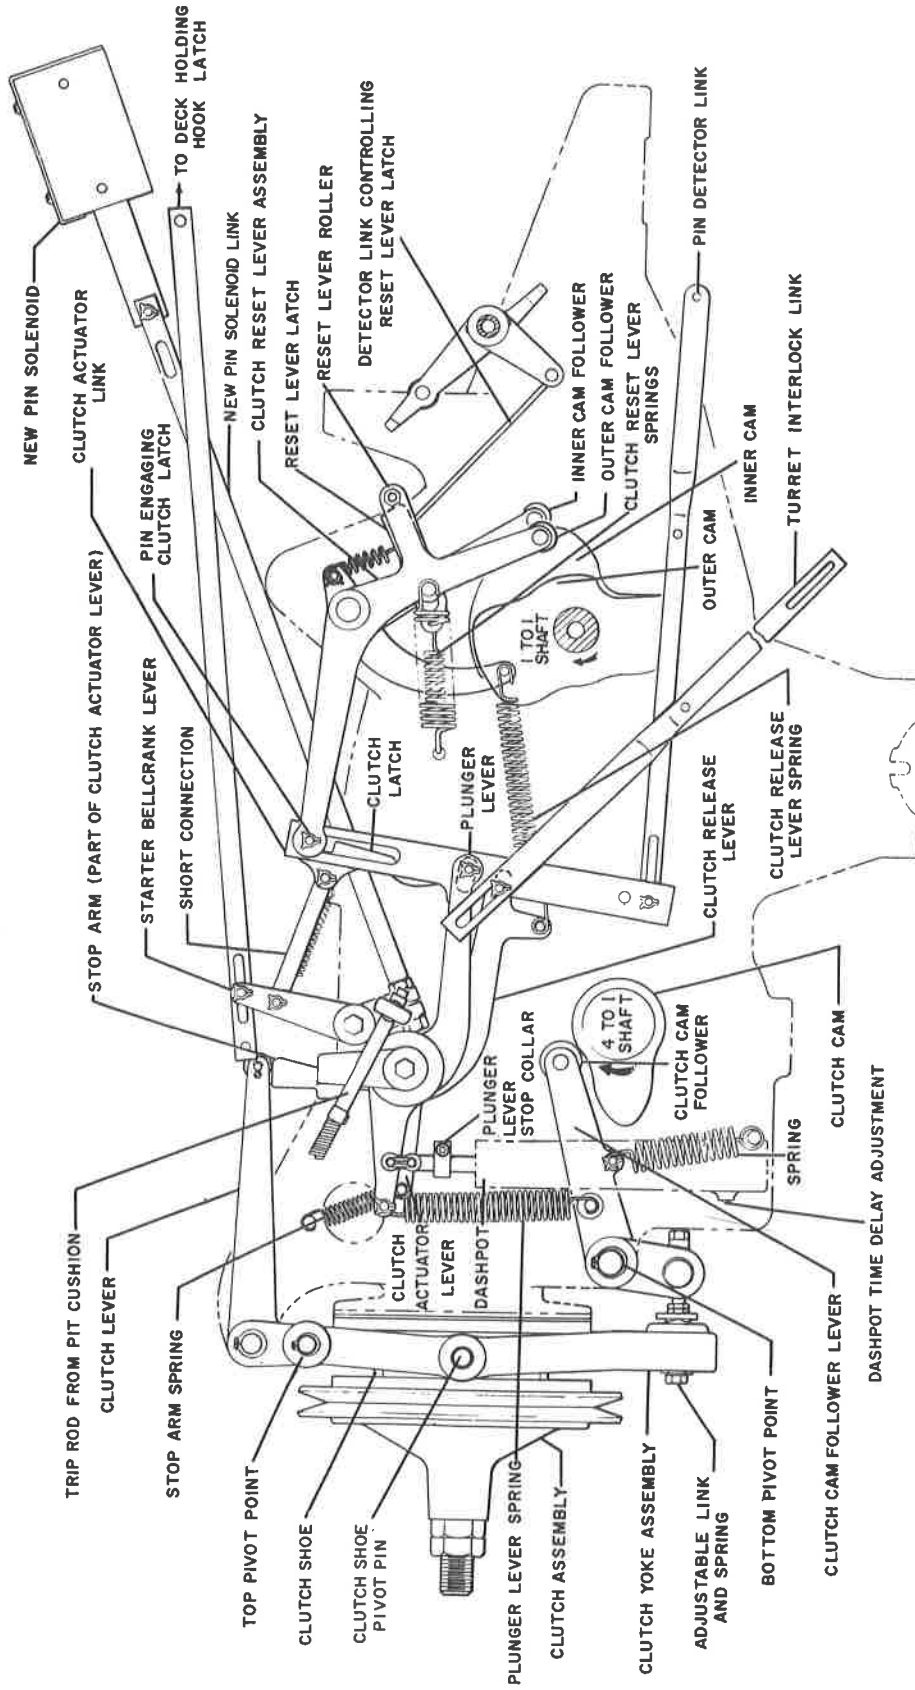 NEW PIN SOLENOID
CLUTCH ACTUATOR
LINK
PIN ENGAGING
CLUTCH LATCH
STOP ARM (PART OF CLUTCH ACTUATOR LEVER)
STARTER BELLCRANK LEVER
SHORT CONNECTION
TRIP ROD FROM PIT CUSHION
CLUTCH LEVER
STOP ARM SPRING
TOP PIVOT POINT
CLUTCH SHOE
CLUTCH SHOE
PIVOT PIN
PLUNGER LEVER SPRING
CLUTCH ASSEMBLY
CLUTCH YOKE ASSEMBLY
ADJUSTABLE LINK
AND SPRING
BOTTOM PIVOT POINT
CLUTCH CAM FOLLOWER LEVER
DASHPOT TIME DELAY ADJUSTMENT
CLUTCH CAM
SPRING
CLUTCH CAM
FOLLOWER
4 TO 1
SHAFT
PLUNGER
LEVER
STOP COLLAR
CLUTCH
ACTUATOR
LEVER
DASHPOT
CLUTCH RELEASE
LEVER
CLUTCH RELEASE
LEVER SPRING
PLUNGER
LEVER
CLUTCH
LATCH
TO DECK HOLDING
HOOK LATCH
NEW PIN SOLENOID LINK
CLUTCH RESET LEVER ASSEMBLY
RESET LEVER LATCH
RESET LEVER ROLLER
DETECTOR LINK CONTROLLING
RESET LEVER LATCH
INNER CAM FOLLOWER
OUTER CAM FOLLOWER
CLUTCH RESET LEVER
SPRINGS
1 TO 1
SHAFT
OUTER CAM
INNER CAM
PIN DETECTOR LINK
TURRET INTERLOCK LINK